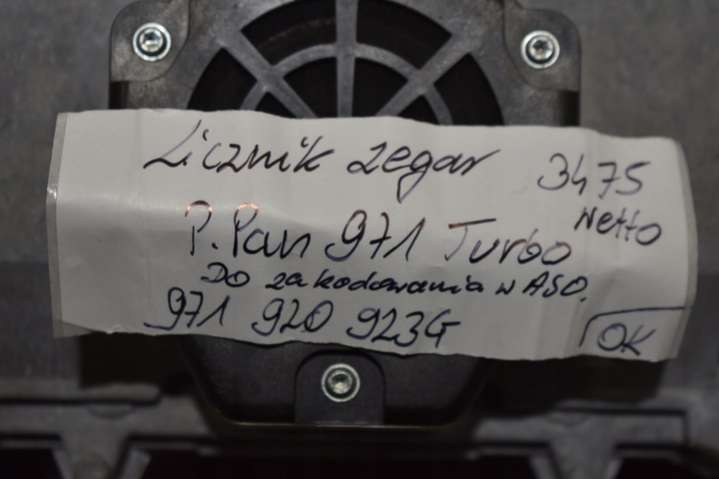 Licznik zegar 3475
netto
P. Pan 971 Turbo
DO zakodowania w ASO.
971 920 923G
OK